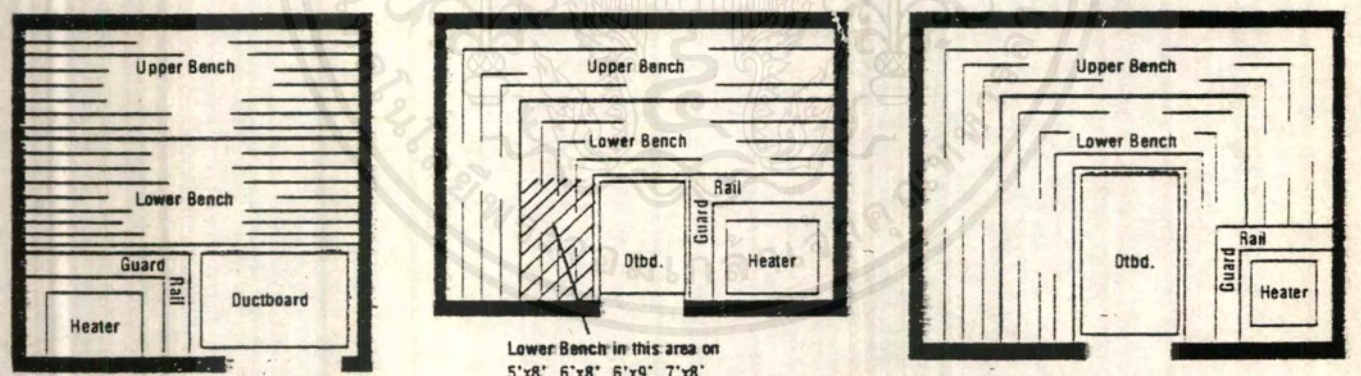 Upper Bench
Lower Bench
Guard
Rail
Ductboard
Heater
Upper Bench
Lower Bench
Rail
Guard
Dtbd.
Heater
Lower Bench in this area on
5'x8' 6'x8' 6'x9' 7'x8'
Upper Bench
Lower Bench
Rail
Guard
Dtbd.
Heater